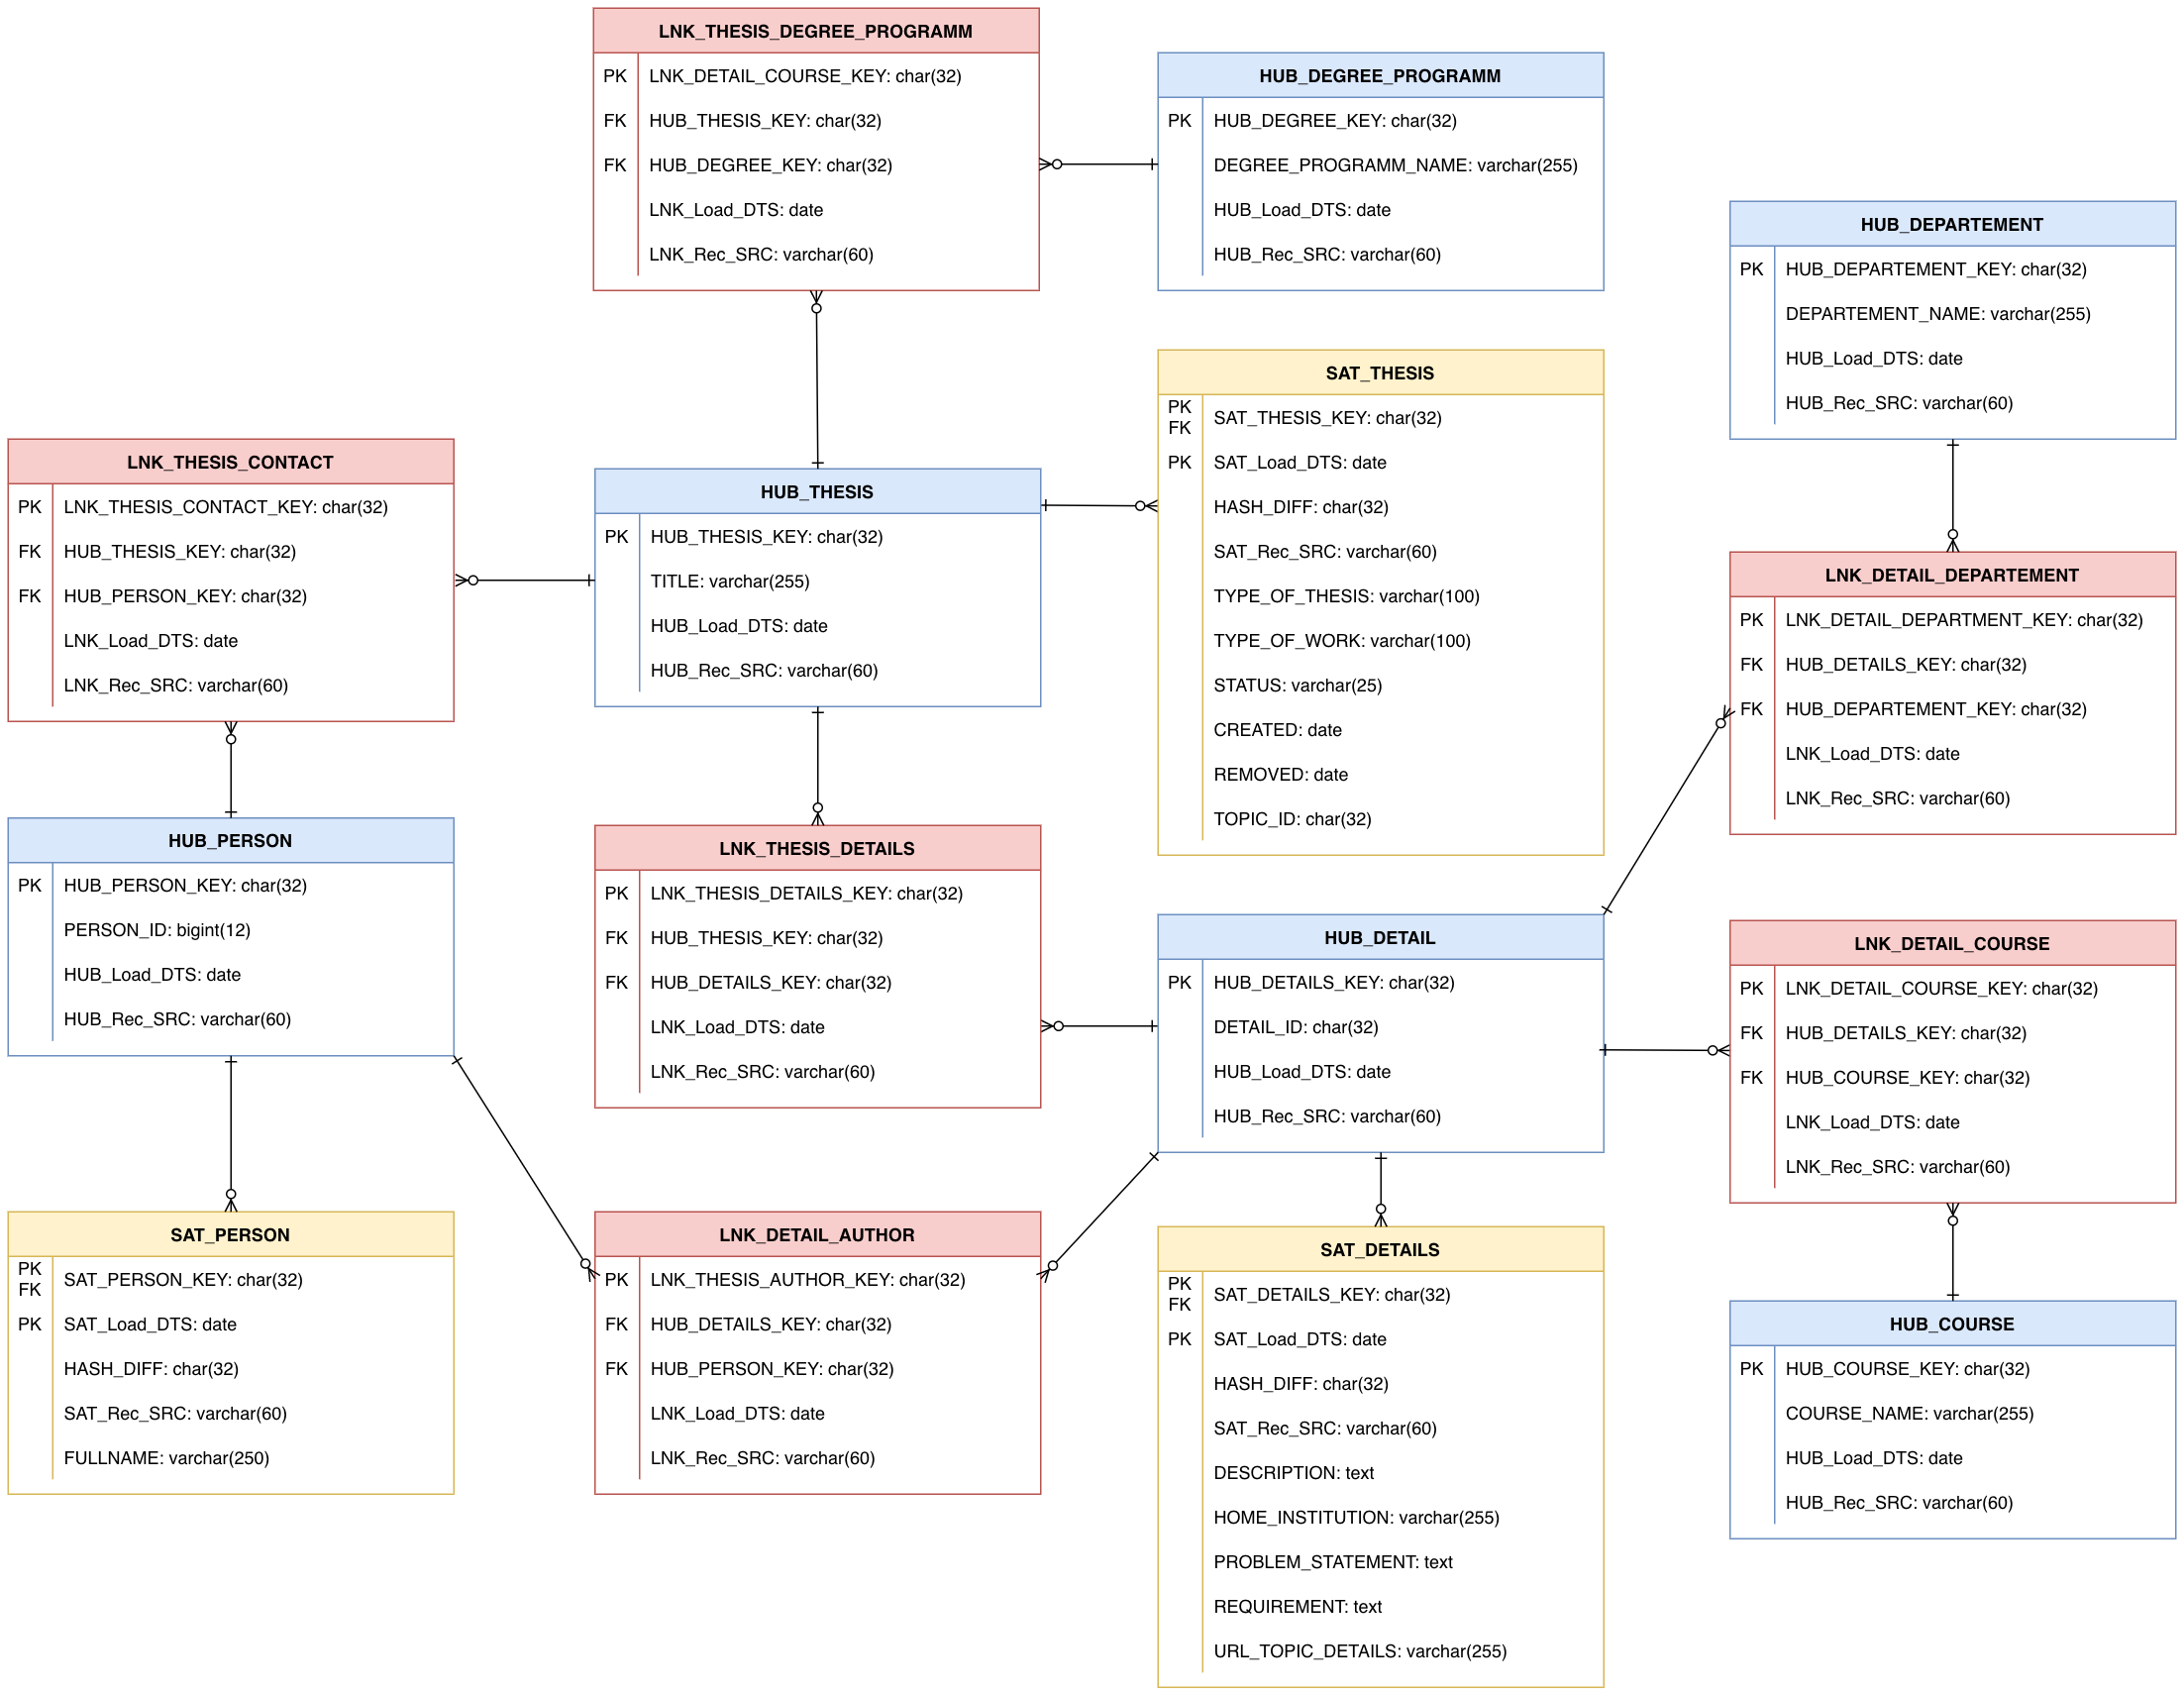 LNK_THESIS_DEGREE_PROGRAMM
PK LNK_DETAIL_COURSE_KEY: char(32)
FK HUB_THESIS_KEY: char(32)
FK HUB_DEGREE_KEY: char(32)
LNK_Load_DTS: date
LNK_Rec_SRC: varchar(60)
HUB_DEGREE_PROGRAMM
PK HUB_DEGREE_KEY: char(32)
DEGREE_PROGRAMM_NAME: varchar(255)
HUB_Load_DTS: date
HUB_Rec_SRC: varchar(60)
HUB_DEPARTEMENT
PK HUB_DEPARTEMENT_KEY: char(32)
DEPARTEMENT_NAME: varchar(255)
HUB_Load_DTS: date
HUB_Rec_SRC: varchar(60)
SAT_THESIS
PK
FK SAT_THESIS_KEY: char(32)
PK SAT_Load_DTS: date
HASH_DIFF: char(32)
SAT_Rec_SRC: varchar(60)
TYPE_OF_THESIS: varchar(100)
TYPE_OF_WORK: varchar(100)
STATUS: varchar(25)
CREATED: date
REMOVED: date
TOPIC_ID: char(32)
LNK_THESIS_CONTACT
PK LNK_THESIS_CONTACT_KEY: char(32)
FK HUB_THESIS_KEY: char(32)
FK HUB_PERSON_KEY: char(32)
LNK_Load_DTS: date
LNK_Rec_SRC: varchar(60)
HUB_THESIS
PK HUB_THESIS_KEY: char(32)
TITLE: varchar(255)
HUB_Load_DTS: date
HUB_Rec_SRC: varchar(60)
LNK_DETAIL_DEPARTEMENT
PK LNK_DETAIL_DEPARTMENT_KEY: char(32)
FK HUB_DETAILS_KEY: char(32)
FK HUB_DEPARTEMENT_KEY: char(32)
LNK_Load_DTS: date
LNK_Rec_SRC: varchar(60)
HUB_PERSON
PK HUB_PERSON_KEY: char(32)
PERSON_ID: bigint(12)
HUB_Load_DTS: date
HUB_Rec_SRC: varchar(60)
LNK_THESIS_DETAILS
PK LNK_THESIS_DETAILS_KEY: char(32)
FK HUB_THESIS_KEY: char(32)
FK HUB_DETAILS_KEY: char(32)
LNK_Load_DTS: date
LNK_Rec_SRC: varchar(60)
HUB_DETAIL
PK HUB_DETAILS_KEY: char(32)
DETAIL_ID: char(32)
HUB_Load_DTS: date
HUB_Rec_SRC: varchar(60)
LNK_DETAIL_COURSE
PK LNK_DETAIL_COURSE_KEY: char(32)
FK HUB_DETAILS_KEY: char(32)
FK HUB_COURSE_KEY: char(32)
LNK_Load_DTS: date
LNK_Rec_SRC: varchar(60)
SAT_PERSON
PK
FK SAT_PERSON_KEY: char(32)
PK SAT_Load_DTS: date
HASH_DIFF: char(32)
SAT_Rec_SRC: varchar(60)
FULLNAME: varchar(250)
LNK_DETAIL_AUTHOR
PK LNK_THESIS_AUTHOR_KEY: char(32)
FK HUB_DETAILS_KEY: char(32)
FK HUB_PERSON_KEY: char(32)
LNK_Load_DTS: date
LNK_Rec_SRC: varchar(60)
SAT_DETAILS
PK
FK SAT_DETAILS_KEY: char(32)
PK SAT_Load_DTS: date
HASH_DIFF: char(32)
SAT_Rec_SRC: varchar(60)
DESCRIPTION: text
HOME_INSTITUTION: varchar(255)
PROBLEM_STATEMENT: text
REQUIREMENT: text
URL_TOPIC_DETAILS: varchar(255)
HUB_COURSE
PK HUB_COURSE_KEY: char(32)
COURSE_NAME: varchar(255)
HUB_Load_DTS: date
HUB_Rec_SRC: varchar(60)